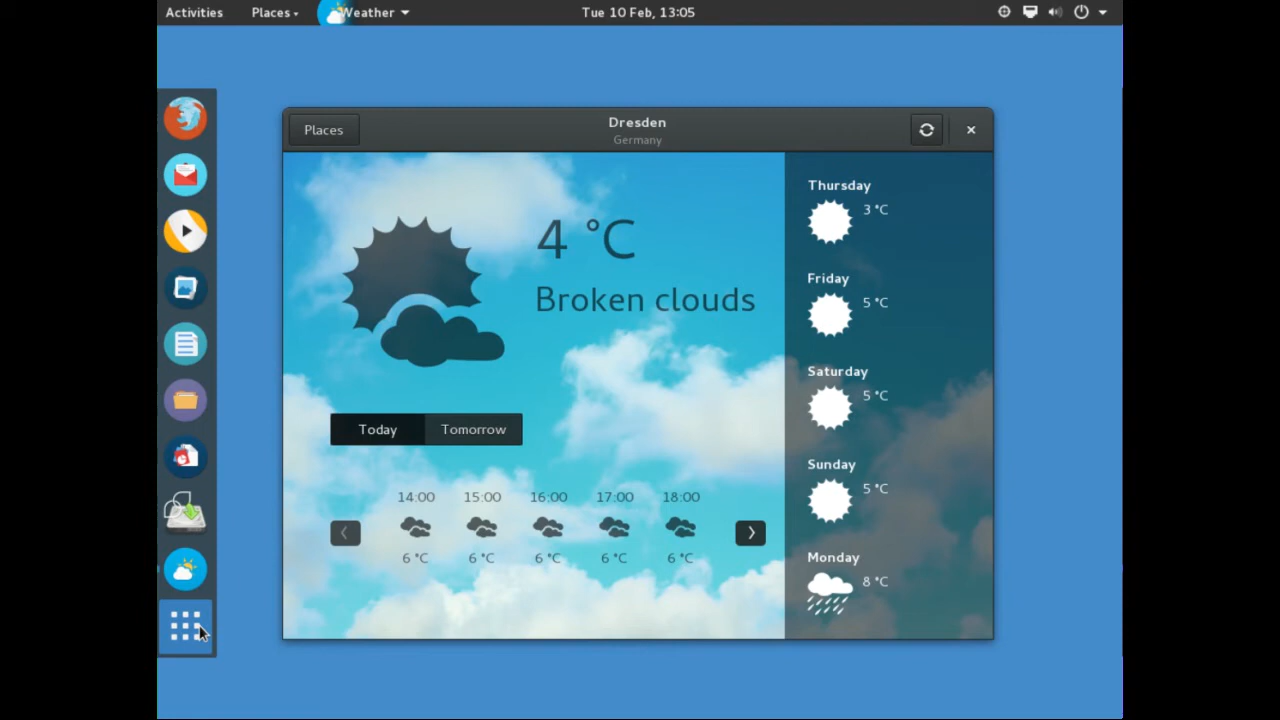 Activities Places Weather Tue 10 Feb, 13:05
Places
Dresden
Germany
4 °C
Broken clouds
Today Tomorrow
14:00 15:00 16:00 17:00 18:00
6 °C 6 °C 6 °C 6 °C 6 °C
Thursday
3 °C
Friday
5 °C
Saturday
5 °C
Sunday
5 °C
Monday
8 °C